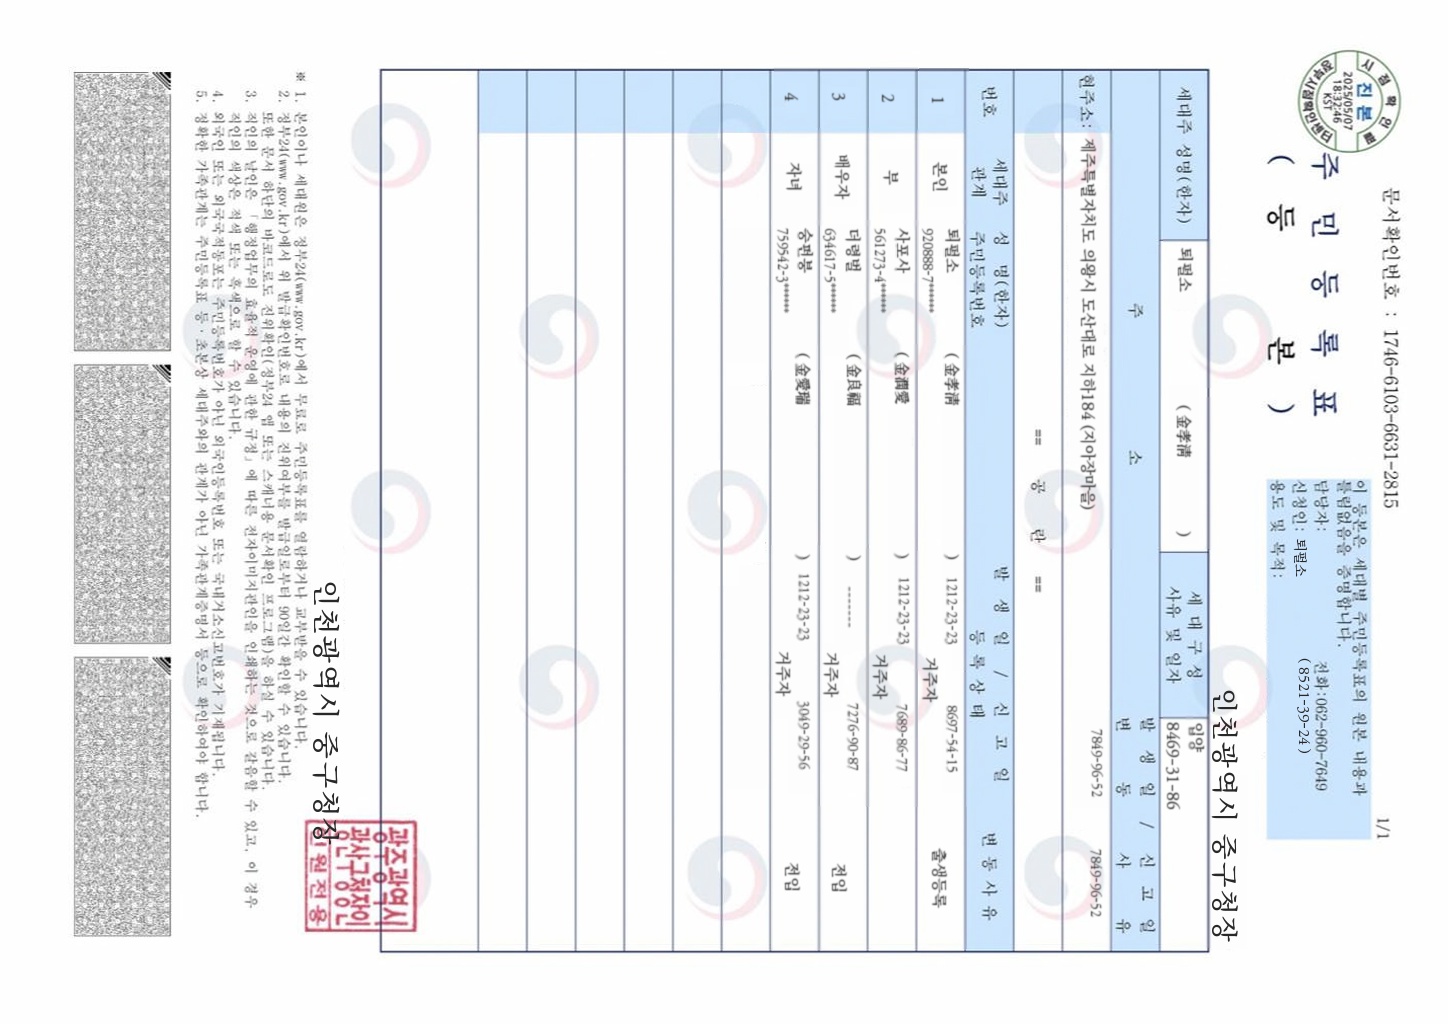 문서확인번호 : 1746-6103-6631-2815
1/1
시점확인필
진본
2025/05/07
18:32:46
KST
주 민 등 록 표
( 등 본 )
이 등본은 세대별 주민등록표의 원본 내용과
틀림없음을 증명합니다.
담당자: 전화:062-960-7649
신청인: 퇴펄소 (8521-39-24)
용도 및 목적:
인천광역시 중구청장
세대주 성명(한자) 퇴펄소 (金孝淸 ) 세 대 구 성 사유 및 일자 입양
8469-31-86
주 소 발 생 일 / 신 고 일
변 동 사 유
현주소: 제주특별자치도 의왕시 도산대로 지하184 (지아장마을) 7849-96-52 7849-96-52
== 공 란 ==
번호 세대주 관계 성 명(한자) 주민등록번호 발 생 일 / 신 고 일 등 록 상 태 변 동 사 유
1 본인 퇴펄소 (金孝淸 ) 1212-23-23 8697-54-15 출생등록
920888-7****** 거주자
2 부 사포사 (金潤愛 ) 1212-23-23 7689-86-77
561273-4****** 거주자
3 배우자 더령범 (金良福 ) ------- 7276-90-87 전입
634617-5****** 거주자
4 자녀 승편봉 (金愛瑞 ) 1212-23-23 3049-29-56 전입
759542-3****** 거주자
인천광역시 중구청장
광주광역시
광산구청장인
민원전용
※ 1. 본인이나 세대원은 정부24(www.gov.kr)에서 무료로 주민등록표를 열람하거나 교부받을 수 있습니다.
2. 정부24(www.gov.kr)에서 위 발급확인번호로 내용의 진위여부를 발급일로부터 90일간 확인할 수 있습니다.
또한 문서 하단의 바코드로도 진위확인(정부24 앱 또는 스캐너용 문서확인 프로그램)을 하실 수 있습니다.
3. 직인의 날인은 「행정업무의 효율적 운영에 관한 규정」에 따른 전자이미지관인을 인쇄하는 것으로 갈음할 수 있고, 이 경우
직인의 색상은 적색 또는 흑색으로 할 수 있습니다.
4. 외국인 또는 외국국적동포는 주민등록번호가 아닌 외국인등록번호 또는 국내거소신고번호가 기재됩니다.
5. 정확한 가족관계는 주민등록표 등·초본상 세대주와의 관계가 아닌 가족관계증명서 등으로 확인하여야 합니다.